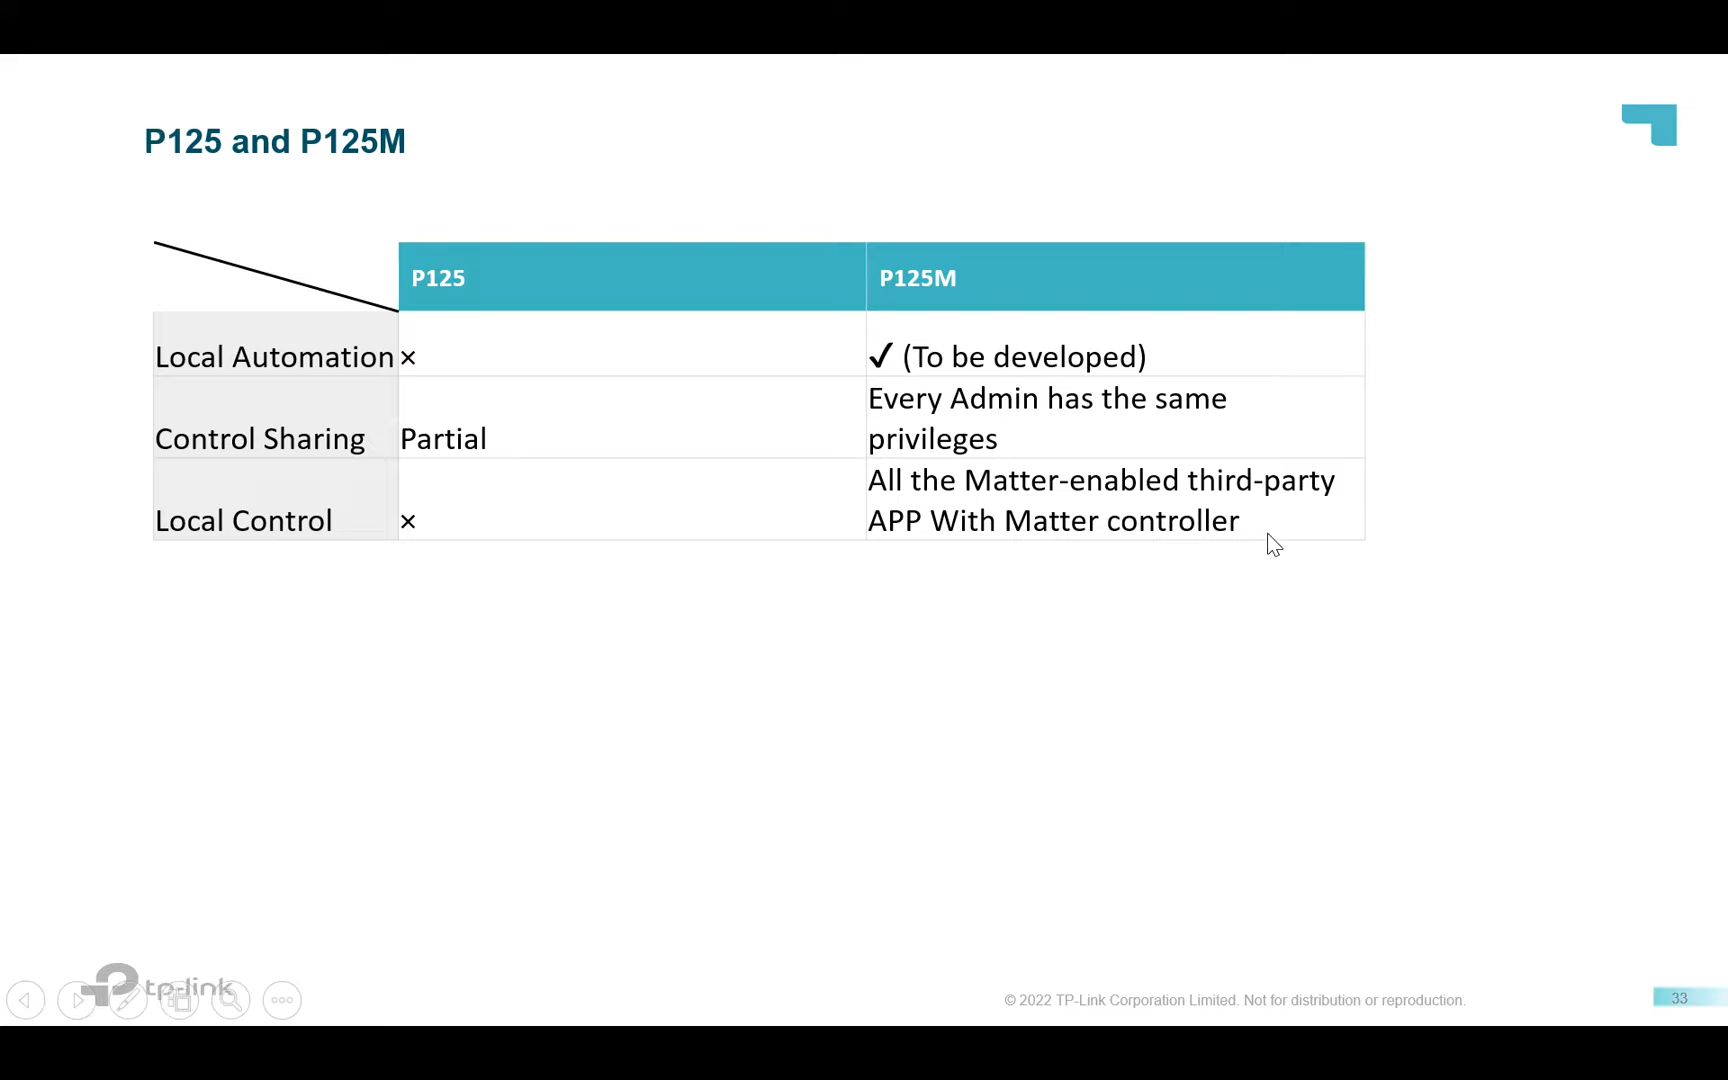 P125 and P125M
P125
P125M
Local Automation
×
✓ (To be developed)
Control Sharing
Partial
Every Admin has the same
privileges
Local Control
×
All the Matter-enabled third-party
APP With Matter controller
tp-link
© 2022 TP-Link Corporation Limited. Not for distribution or reproduction.
33